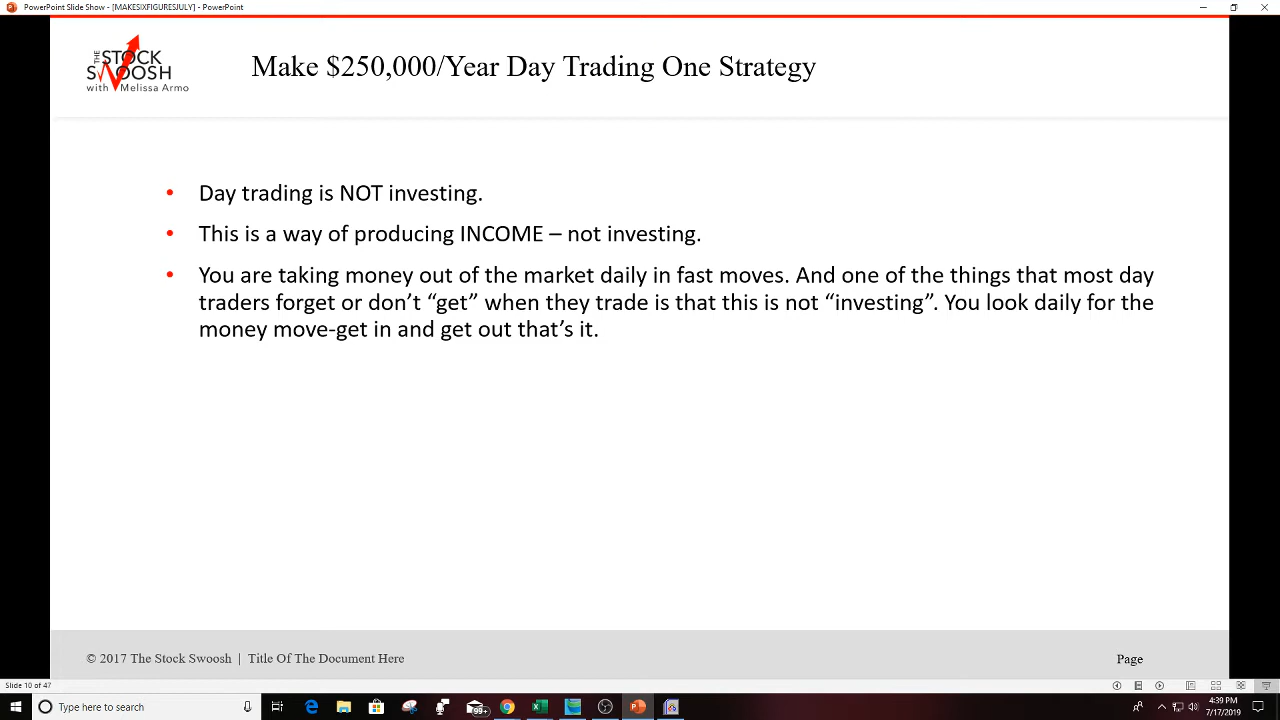 PowerPoint Slide Show - [MAKESIXFIGURESJULY] - PowerPoint
THE STOCK
SWOOSH
with Melissa Armo
Make $250,000/Year Day Trading One Strategy
• Day trading is NOT investing.
• This is a way of producing INCOME – not investing.
• You are taking money out of the market daily in fast moves. And one of the things that most day
traders forget or don’t “get” when they trade is that this is not “investing”. You look daily for the
money move-get in and get out that’s it.
© 2017 The Stock Swoosh | Title Of The Document Here
Page
Slide 10 of 47
Type here to search
99+
4:39 PM
7/17/2019